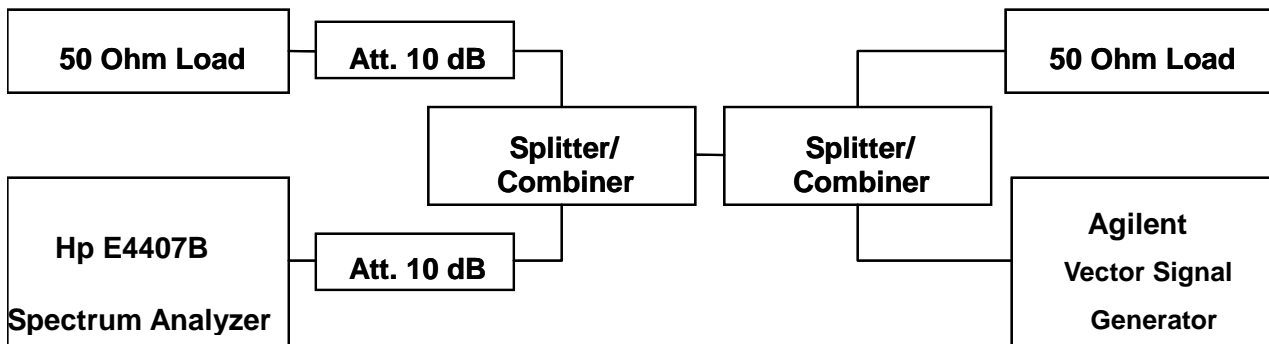 50 Ohm Load
Att. 10 dB
50 Ohm Load
Splitter/
Combiner
Splitter/
Combiner
Hp E4407B
Spectrum Analyzer
Att. 10 dB
Agilent
Vector Signal
Generator